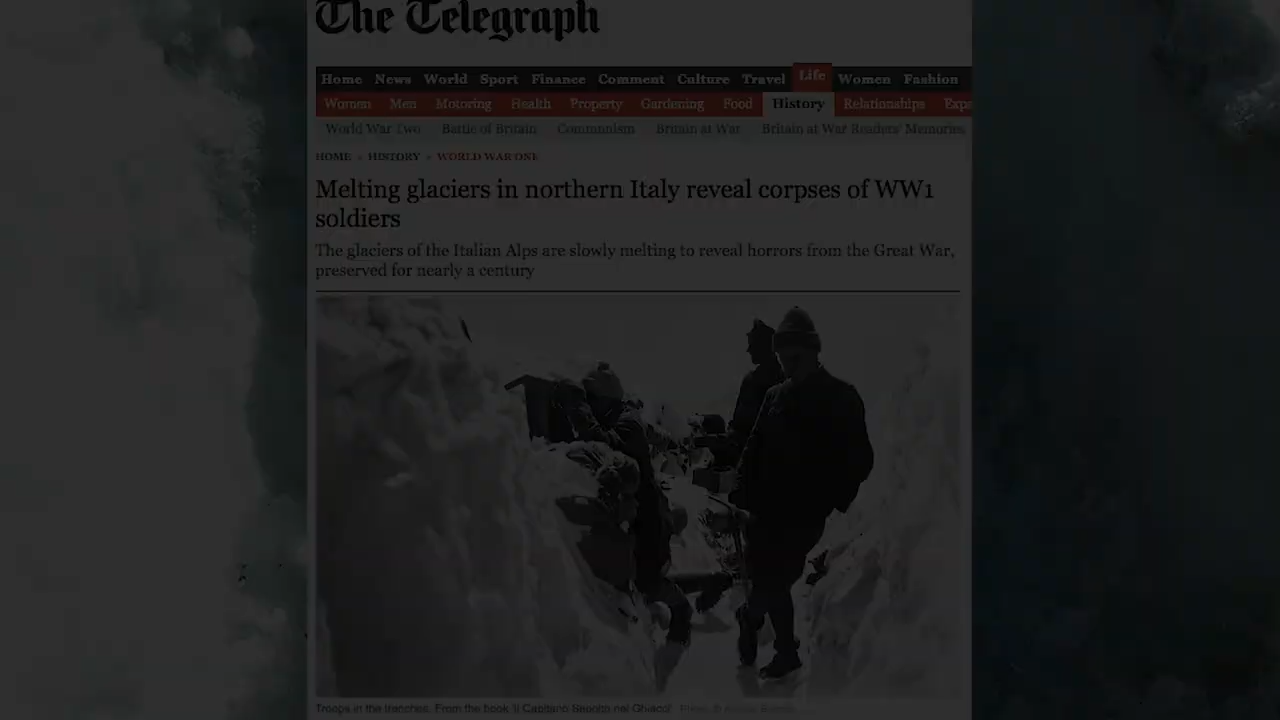 The Telegraph
Home News World Sport Finance Comment Culture Travel Life Women Fashion
Women Men Motoring Health Property Gardening Food History Relationships
World War Two Battle of Britain Communism Britain at War Britain at War Readers' Memories
HOME » HISTORY » WORLD WAR ONE
Melting glaciers in northern Italy reveal corpses of WW1
soldiers
The glaciers of the Italian Alps are slowly melting to reveal horrors from the Great War,
preserved for nearly a century
Troops in the trenches. From the book 'Il Capitano Sepolto nei Ghiacci'